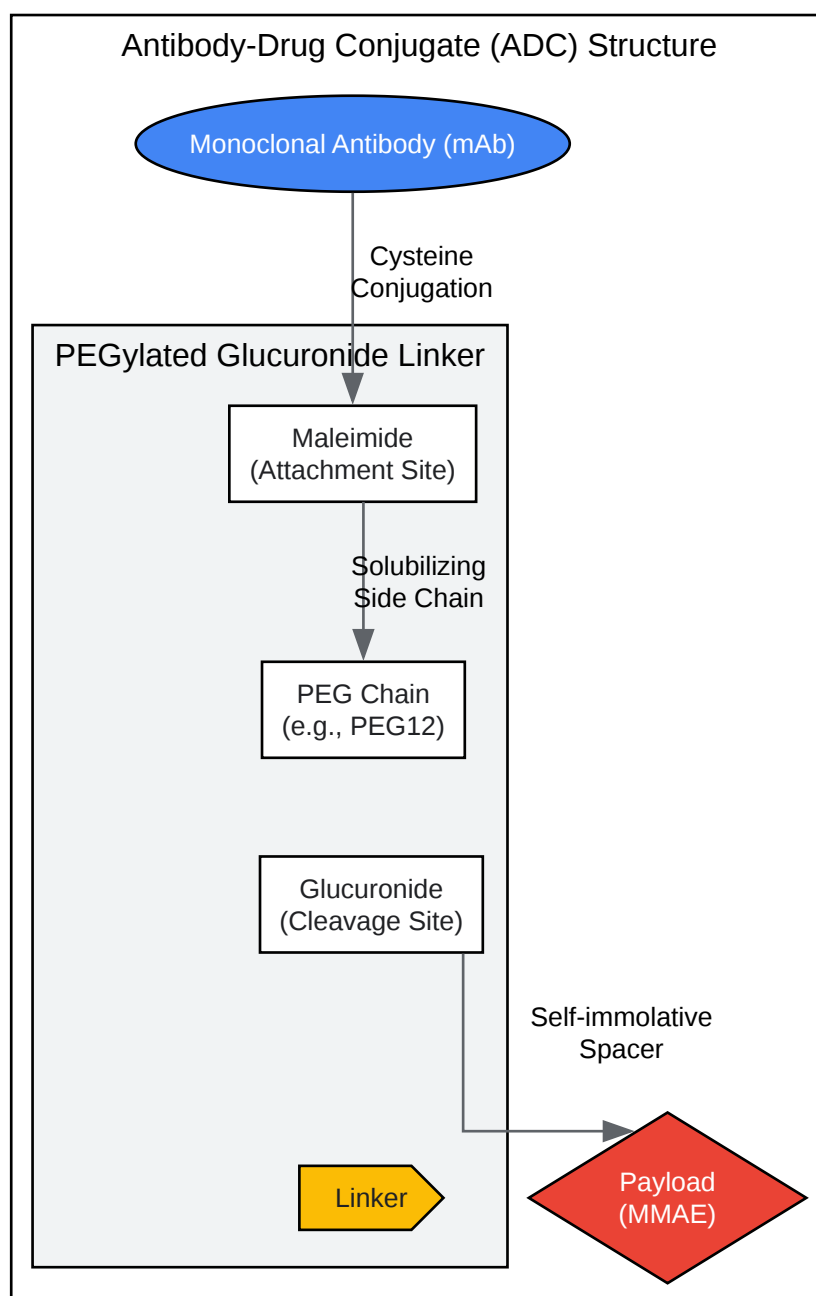 Antibody-Drug Conjugate (ADC) Structure
Monoclonal Antibody (mAb)
Cysteine
Conjugation
PEGylated Glucuronide Linker
Maleimide
(Attachment Site)
Solubilizing
Side Chain
PEG Chain
(e.g., PEG12)
Glucuronide
(Cleavage Site)
Self-immolative
Spacer
Linker
Payload
(MMAE)